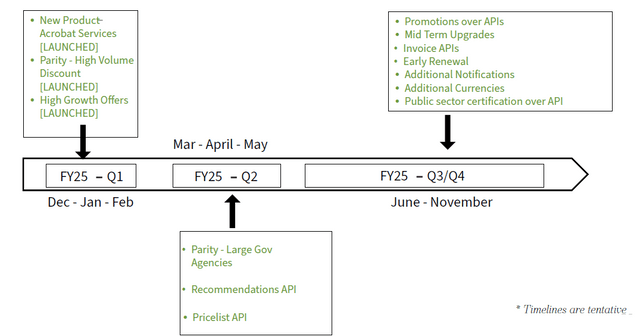 • New Product-
Acrobat Services
[LAUNCHED]
• Parity - High Volume
Discount
[LAUNCHED]
• High Growth Offers
[LAUNCHED]
• Promotions over APIs
• Mid Term Upgrades
• Invoice APIs
• Early Renewal
• Additional Notifications
• Additional Currencies
• Public sector certification over API
Mar - April - May
FY25 – Q1
FY25 – Q2
FY25 – Q3/Q4
Dec - Jan - Feb
June - November
• Parity - Large Gov
Agencies
• Recommendations API
• Pricelist API
* Timelines are tentative